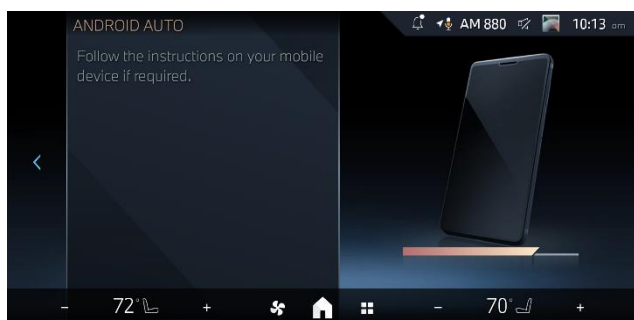 ANDROID AUTO
AM 880
10:13 am
Follow the instructions on your mobile
device if required.
- 72° +
- 70° +